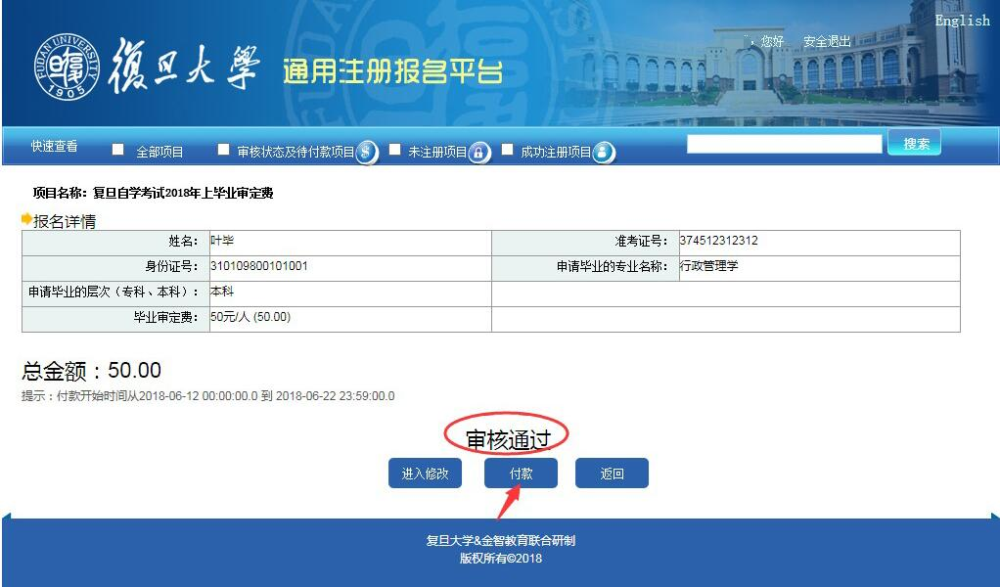 English
，您好 安全退出
FUDAN UNIVERSITY
1905
復旦大學 通用注册报名平台
快速查看 全部项目 审核状态及待付款项目 $ 未注册项目 成功注册项目 搜索
项目名称：复旦自学考试2018年上毕业审定费
报名详情
姓名： 叶毕 准考证号： 374512312312
身份证号： 310109800101001 申请毕业的专业名称： 行政管理学
申请毕业的层次（专科、本科）： 本科
毕业审定费： 50元/人 (50.00)
总金额：50.00
提示：付款开始时间从2018-06-12 00:00:00.0 到 2018-06-22 23:59:00.0
审核通过
进入修改 付款 返回
复旦大学&金智教育联合研制
版权所有©2018